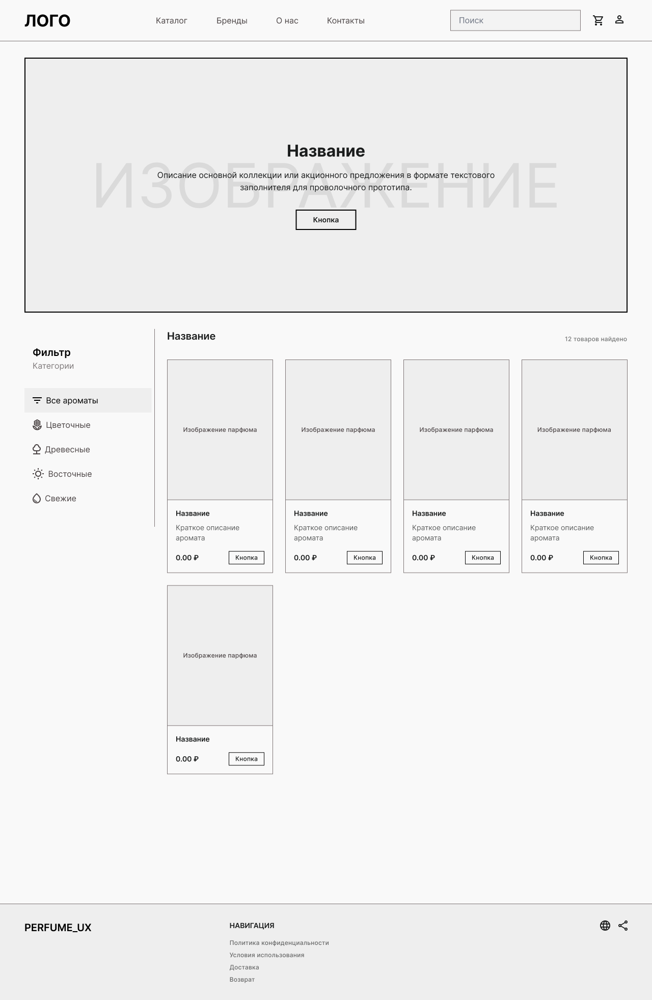 ЛОГО
Каталог
Бренды
О нас
Контакты
Поиск
ИЗОБРАЖЕНИЕ
Название
Описание основной коллекции или акционного предложения в формате текстового
заполнителя для проволочного прототипа.
Кнопка
Фильтр
Категории
Все ароматы
Цветочные
Древесные
Восточные
Свежие
Название
12 товаров найдено
Изображение парфюма
Название
Краткое описание
аромата
0.00 ₽
Кнопка
Изображение парфюма
Название
Краткое описание
аромата
0.00 ₽
Кнопка
Изображение парфюма
Название
Краткое описание
аромата
0.00 ₽
Кнопка
Изображение парфюма
Название
Краткое описание
аромата
0.00 ₽
Кнопка
Изображение парфюма
Название
0.00 ₽
Кнопка
PERFUME_UX
НАВИГАЦИЯ
Политика конфиденциальности
Условия использования
Доставка
Возврат